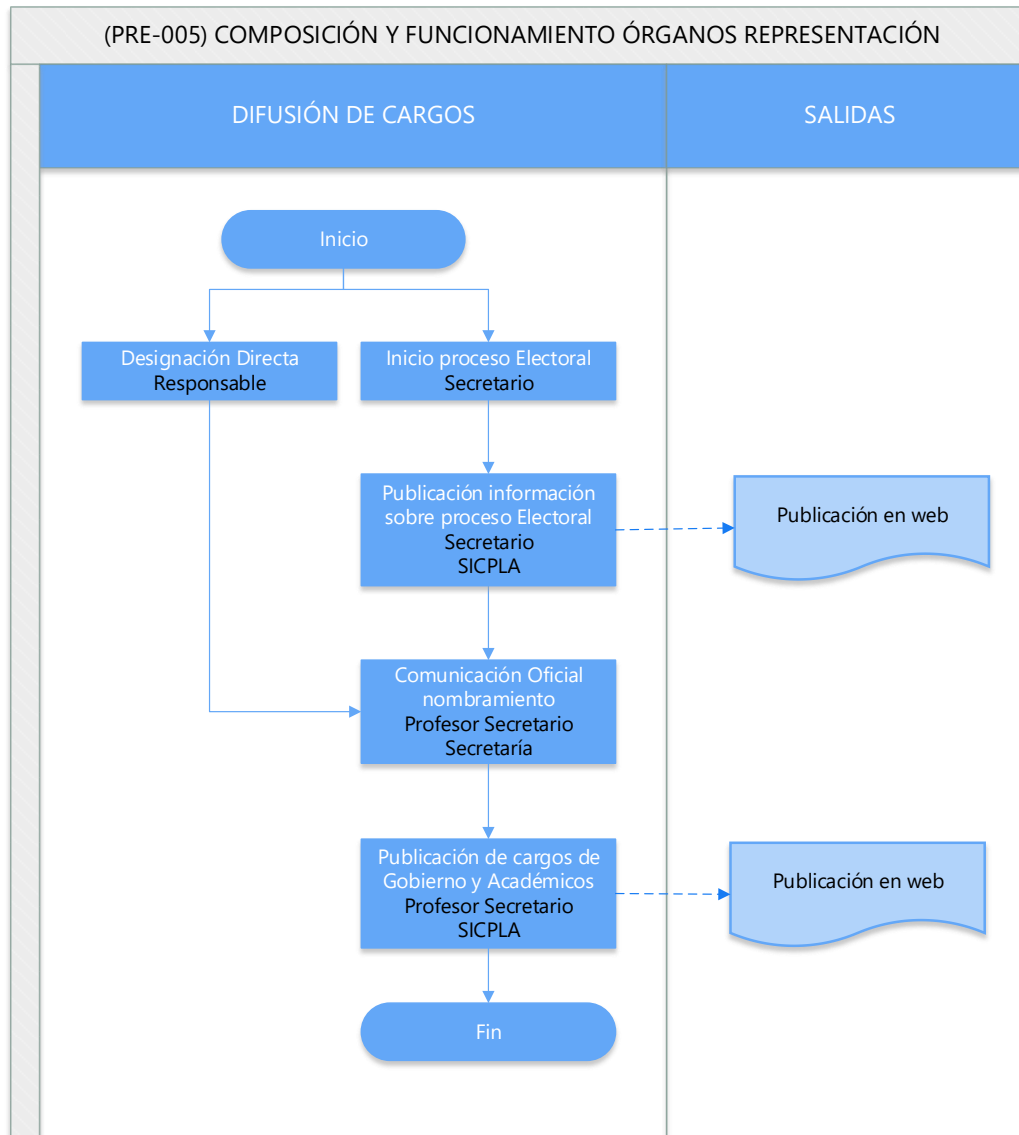 (PRE-005) COMPOSICIÓN Y FUNCIONAMIENTO ÓRGANOS REPRESENTACIÓN
DIFUSIÓN DE CARGOS
SALIDAS
Inicio
Designación Directa
Responsable
Inicio proceso Electoral
Secretario
Publicación información
sobre proceso Electoral
Secretario
SICPLA
Publicación en web
Comunicación Oficial
nombramiento
Profesor Secretario
Secretaría
Publicación de cargos de
Gobierno y Académicos
Profesor Secretario
SICPLA
Publicación en web
Fin